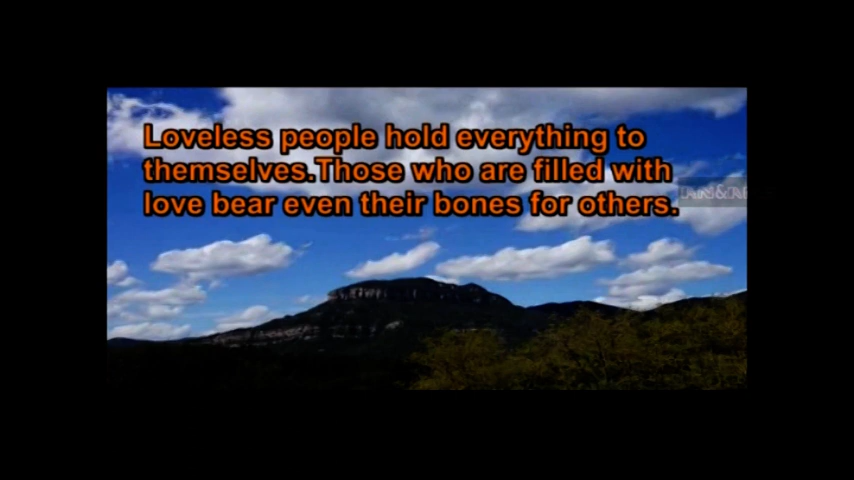 Loveless people hold everything to
themselves.Those who are filled with
love bear even their bones for others.